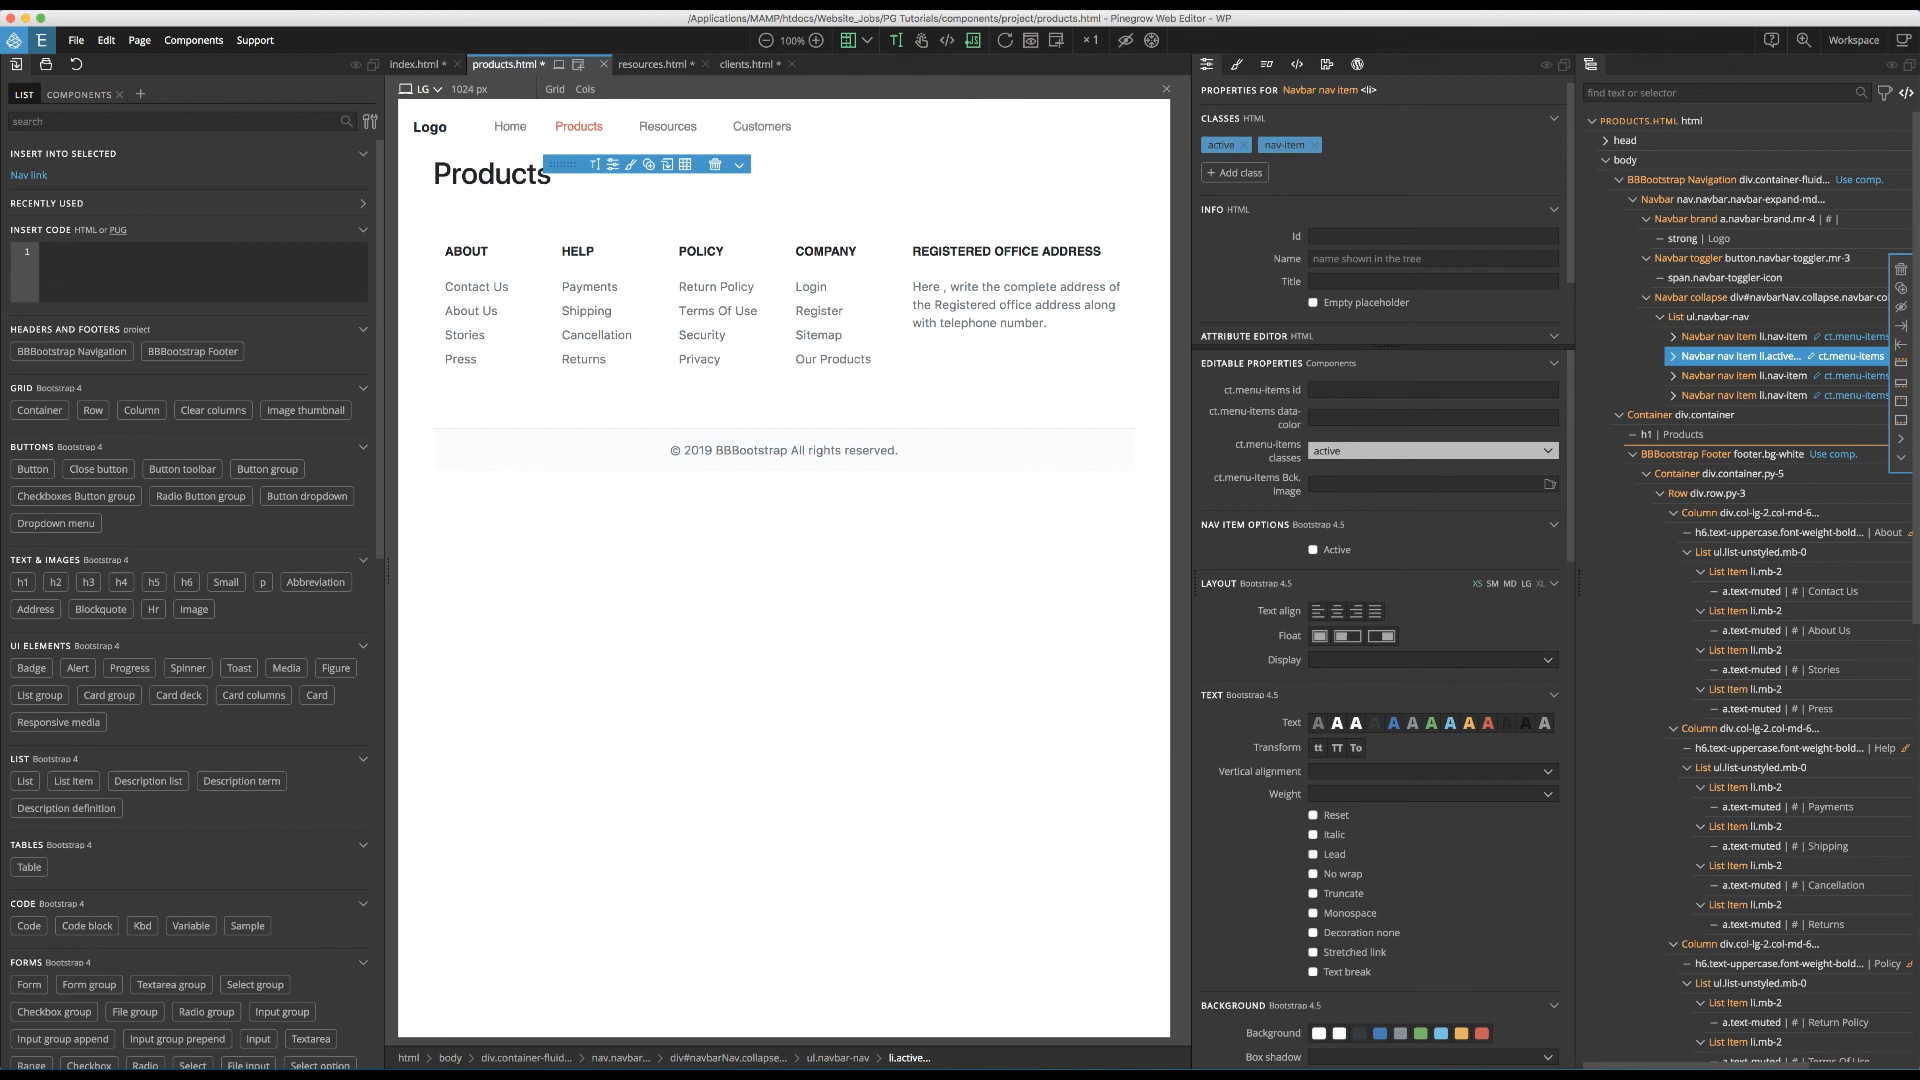 /Applications/MAMP/htdocs/Website_Jobs/PG Tutorials/components/project/products.html - Pinegrow Web Editor - WP
E File Edit Page Components Support
100%
× 1
Workspace
index.html *
products.html *
resources.html *
clients.html *
LIST
COMPONENTS
search
INSERT INTO SELECTED
Nav link
RECENTLY USED
INSERT CODE HTML or PUG
1
HEADERS AND FOOTERS project
BBBootstrap Navigation
BBBootstrap Footer
GRID Bootstrap 4
Container
Row
Column
Clear columns
Image thumbnail
BUTTONS Bootstrap 4
Button
Close button
Button toolbar
Button group
Checkboxes Button group
Radio Button group
Button dropdown
Dropdown menu
TEXT & IMAGES Bootstrap 4
h1
h2
h3
h4
h5
h6
Small
p
Abbreviation
Address
Blockquote
Hr
Image
UI ELEMENTS Bootstrap 4
Badge
Alert
Progress
Spinner
Toast
Media
Figure
List group
Card group
Card deck
Card columns
Card
Responsive media
LIST Bootstrap 4
List
List Item
Description list
Description term
Description definition
TABLES Bootstrap 4
Table
CODE Bootstrap 4
Code
Code block
Kbd
Variable
Sample
FORMS Bootstrap 4
Form
Form group
Textarea group
Select group
Checkbox group
File group
Radio group
Input group
Input group append
Input group prepend
Input
Textarea
Range
Checkbox
Radio
Select
File input
Select option
LG
1024 px
Grid
Cols
Logo
Home
Products
Resources
Customers
Products
ABOUT
Contact Us
About Us
Stories
Press
HELP
Payments
Shipping
Cancellation
Returns
POLICY
Return Policy
Terms Of Use
Security
Privacy
COMPANY
Login
Register
Sitemap
Our Products
REGISTERED OFFICE ADDRESS
Here , write the complete address of
the Registered office address along
with telephone number.
© 2019 BBBootstrap All rights reserved.
html
body
div.container-fluid...
nav.navbar...
div#navbarNav.collapse...
ul.navbar-nav
li.active...
PROPERTIES FOR Navbar nav item <li>
CLASSES HTML
active
nav-item
+ Add class
INFO HTML
Id
Name
name shown in the tree
Title
Empty placeholder
ATTRIBUTE EDITOR HTML
EDITABLE PROPERTIES Components
ct.menu-items id
ct.menu-items data-
color
ct.menu-items
classes
active
ct.menu-items Bck.
Image
NAV ITEM OPTIONS Bootstrap 4.5
Active
LAYOUT Bootstrap 4.5
XS SM MD LG XL
Text align
Float
Display
TEXT Bootstrap 4.5
Text
A A A A A A A A A A A A A
Transform
tt TT To
Vertical alignment
Weight
Reset
Italic
Lead
No wrap
Truncate
Monospace
Decoration none
Stretched link
Text break
BACKGROUND Bootstrap 4.5
Background
Box shadow
find text or selector
PRODUCTS.HTML html
head
body
BBBootstrap Navigation div.container-fluid... Use comp.
Navbar nav.navbar.navbar-expand-md...
Navbar brand a.navbar-brand.mr-4 | # |
strong | Logo
Navbar toggler button.navbar-toggler.mr-3
span.navbar-toggler-icon
Navbar collapse div#navbarNav.collapse.navbar-co
List ul.navbar-nav
Navbar nav item li.nav-item ct.menu-items
Navbar nav item li.active... ct.menu-items
Navbar nav item li.nav-item ct.menu-items
Navbar nav item li.nav-item ct.menu-items
Container div.container
h1 | Products
BBBootstrap Footer footer.bg-white Use comp.
Container div.container.py-5
Row div.row.py-3
Column div.col-lg-2.col-md-6...
h6.text-uppercase.font-weight-bold... | About
List ul.list-unstyled.mb-0
List Item li.mb-2
a.text-muted | # | Contact Us
List Item li.mb-2
a.text-muted | # | About Us
List Item li.mb-2
a.text-muted | # | Stories
List Item li.mb-2
a.text-muted | # | Press
Column div.col-lg-2.col-md-6...
h6.text-uppercase.font-weight-bold... | Help
List ul.list-unstyled.mb-0
List Item li.mb-2
a.text-muted | # | Payments
List Item li.mb-2
a.text-muted | # | Shipping
List Item li.mb-2
a.text-muted | # | Cancellation
List Item li.mb-2
a.text-muted | # | Returns
Column div.col-lg-2.col-md-6...
h6.text-uppercase.font-weight-bold... | Policy
List ul.list-unstyled.mb-0
List Item li.mb-2
a.text-muted | # | Return Policy
List Item li.mb-2
a.text-muted | # | Terms Of Use